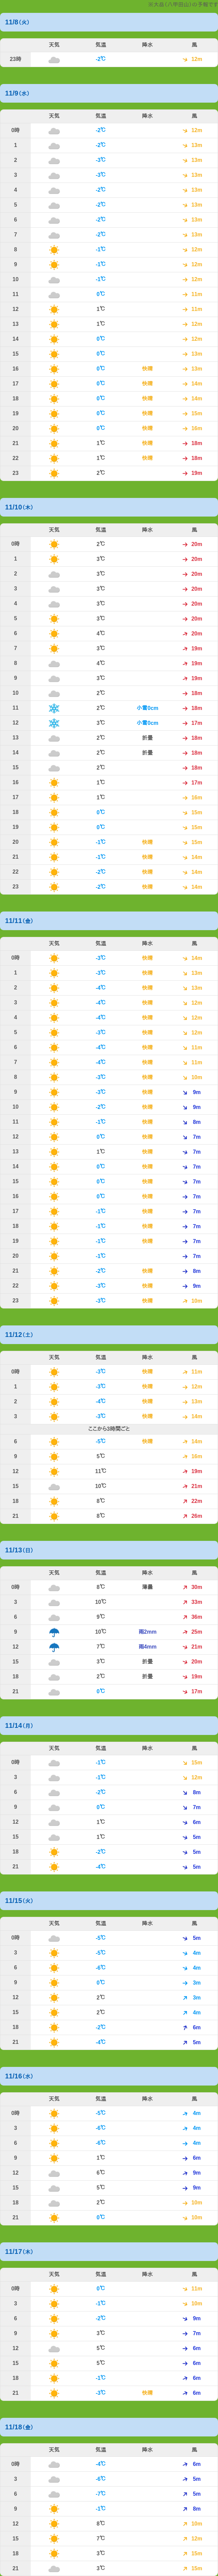 ※大岳(八甲田山)の予報です
11/8(火)
天気 気温 降水 風
23時 -2℃ 12m
11/9(水)
天気 気温 降水 風
0時 -2℃ 12m
1 -2℃ 13m
2 -3℃ 13m
3 -3℃ 13m
4 -2℃ 13m
5 -2℃ 13m
6 -2℃ 13m
7 -2℃ 13m
8 -1℃ 13m
9 -1℃ 12m
10 -1℃ 12m
11 0℃ 11m
12 1℃ 11m
13 1℃ 12m
14 0℃ 12m
15 0℃ 13m
16 0℃ 快晴 13m
17 0℃ 快晴 14m
18 0℃ 快晴 14m
19 0℃ 快晴 15m
20 0℃ 快晴 16m
21 1℃ 快晴 18m
22 1℃ 快晴 18m
23 2℃ 19m
11/10(木)
天気 気温 降水 風
0時 2℃ 20m
1 3℃ 20m
2 3℃ 20m
3 3℃ 20m
4 3℃ 20m
5 3℃ 20m
6 4℃ 20m
7 3℃ 19m
8 4℃ 19m
9 3℃ 19m
10 2℃ 18m
11 2℃ 小雪0cm 18m
12 3℃ 小雪0cm 17m
13 2℃ 折曇 18m
14 2℃ 折曇 18m
15 2℃ 18m
16 1℃ 17m
17 1℃ 16m
18 0℃ 15m
19 0℃ 15m
20 -1℃ 快晴 15m
21 -1℃ 快晴 14m
22 -2℃ 快晴 14m
23 -2℃ 快晴 14m
11/11(金)
天気 気温 降水 風
0時 -3℃ 快晴 14m
1 -3℃ 快晴 13m
2 -4℃ 快晴 13m
3 -4℃ 快晴 12m
4 -4℃ 快晴 12m
5 -3℃ 快晴 12m
6 -4℃ 快晴 11m
7 -4℃ 快晴 11m
8 -3℃ 快晴 10m
9 -3℃ 快晴 9m
10 -2℃ 快晴 9m
11 -1℃ 快晴 8m
12 0℃ 快晴 7m
13 1℃ 快晴 7m
14 0℃ 快晴 7m
15 0℃ 快晴 7m
16 0℃ 快晴 7m
17 -1℃ 快晴 7m
18 -1℃ 快晴 7m
19 -1℃ 快晴 7m
20 -1℃ 7m
21 -2℃ 快晴 8m
22 -3℃ 快晴 9m
23 -3℃ 快晴 10m
11/12(土)
天気 気温 降水 風
0時 -3℃ 快晴 11m
1 -3℃ 快晴 12m
2 -4℃ 快晴 13m
3 -3℃ 快晴 14m
ここから3時間ごと
6 -5℃ 快晴 14m
9 5℃ 16m
12 11℃ 19m
15 10℃ 21m
18 8℃ 22m
21 8℃ 26m
11/13(日)
天気 気温 降水 風
0時 8℃ 薄曇 30m
3 10℃ 33m
6 9℃ 36m
9 10℃ 雨2mm 25m
12 7℃ 雨4mm 21m
15 3℃ 折曇 20m
18 2℃ 折曇 19m
21 0℃ 17m
11/14(月)
天気 気温 降水 風
0時 -1℃ 15m
3 -1℃ 12m
6 -2℃ 8m
9 0℃ 7m
12 1℃ 6m
15 1℃ 5m
18 -2℃ 5m
21 -4℃ 5m
11/15(火)
天気 気温 降水 風
0時 -5℃ 5m
3 -5℃ 4m
6 -6℃ 4m
9 0℃ 3m
12 2℃ 3m
15 2℃ 4m
18 -2℃ 6m
21 -4℃ 5m
11/16(水)
天気 気温 降水 風
0時 -5℃ 4m
3 -6℃ 4m
6 -6℃ 4m
9 1℃ 6m
12 6℃ 9m
15 5℃ 9m
18 2℃ 10m
21 0℃ 10m
11/17(木)
天気 気温 降水 風
0時 0℃ 11m
3 -1℃ 10m
6 -2℃ 9m
9 3℃ 7m
12 5℃ 6m
15 5℃ 6m
18 -1℃ 6m
21 -3℃ 快晴 6m
11/18(金)
天気 気温 降水 風
0時 -4℃ 6m
3 -6℃ 5m
6 -7℃ 5m
9 -1℃ 8m
12 8℃ 10m
15 7℃ 12m
18 3℃ 15m
21 3℃ 15m